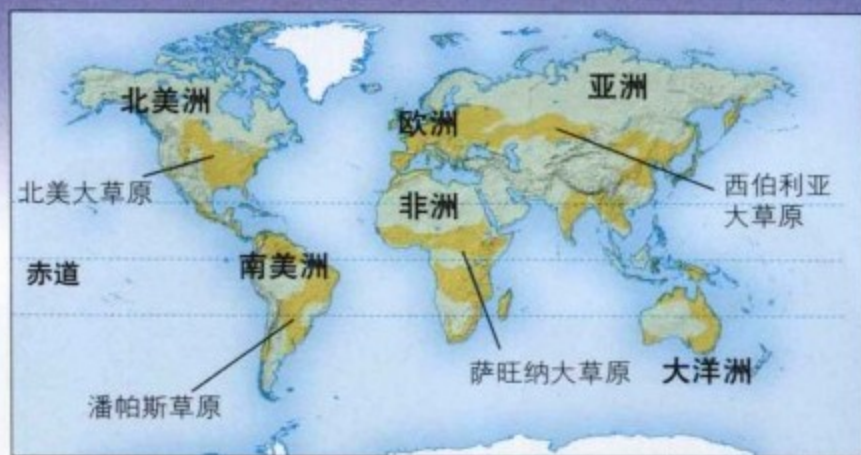 北美洲
亚洲
欧洲
北美大草原
西伯利亚
大草原
非洲
赤道
南美洲
萨旺纳大草原
大洋洲
潘帕斯草原